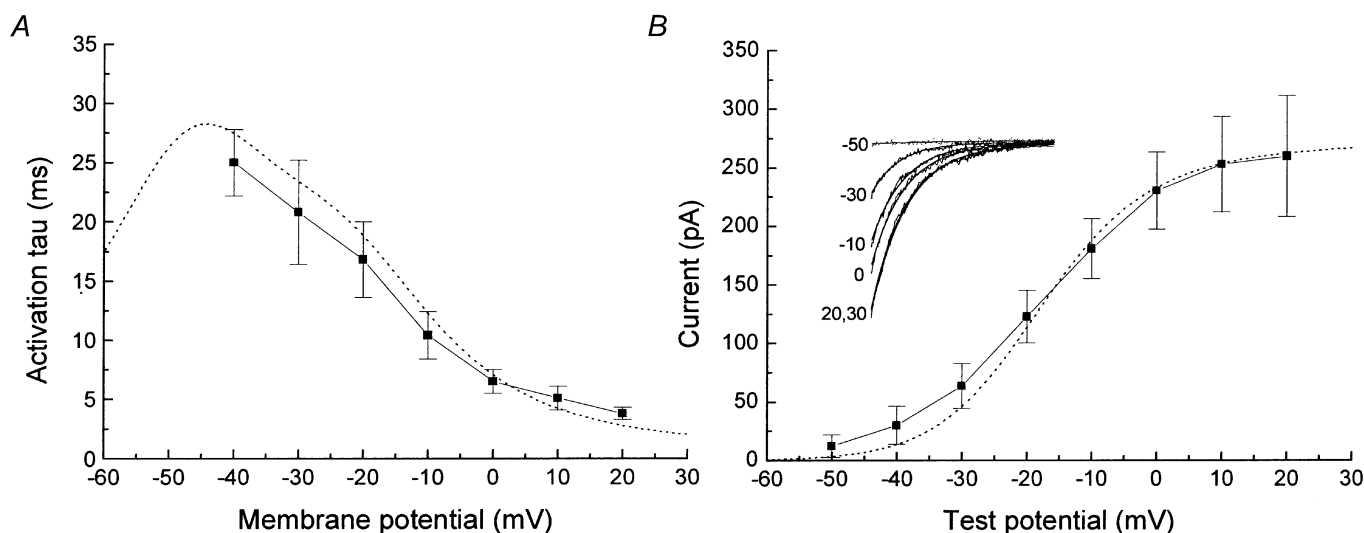 A
35
30
25
20
15
10
5
0
-60 -50 -40 -30 -20 -10 0 10 20 30
Activation tau (ms)
Membrane potential (mV)
B
350
300
250
200
150
100
50
0
-60 -50 -40 -30 -20 -10 0 10 20 30
Current (pA)
Test potential (mV)
-50
-30
-10
0
20,30